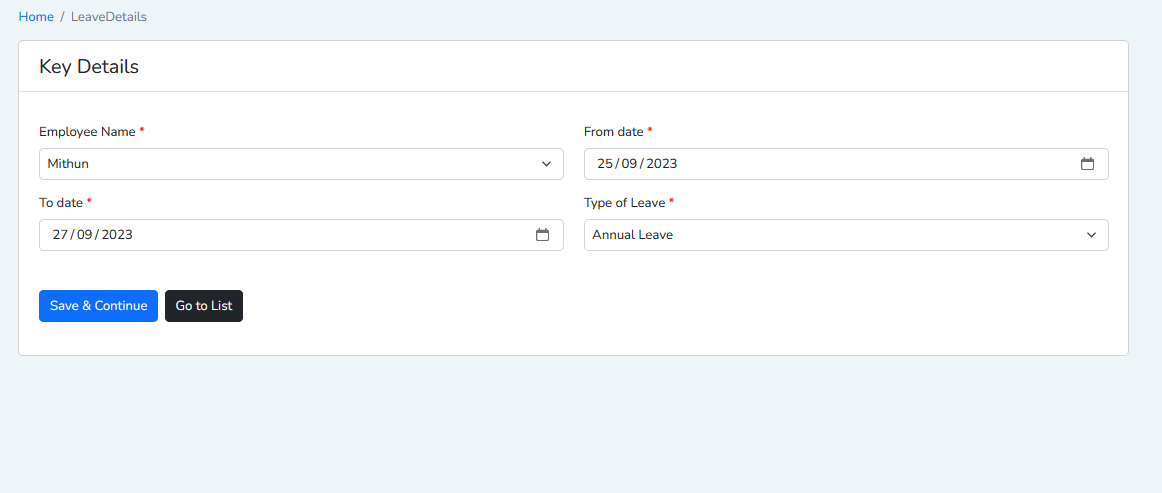 Home / LeaveDetails
Key Details
Employee Name *
Mithun
From date *
25/09/2023
To date *
27/09/2023
Type of Leave *
Annual Leave
Save & Continue
Go to List